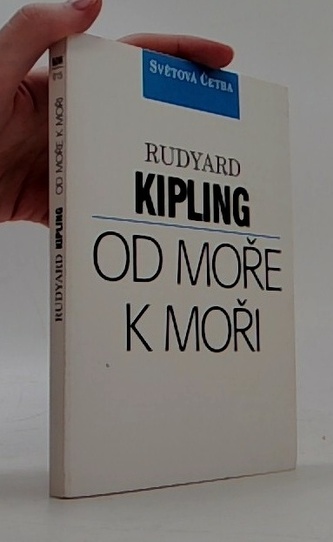 SVĚTOVÁ ČETBA
RUDYARD
KIPLING
OD MOŘE
K MOŘI
RUDYARD KIPLING OD MOŘE K MOŘI